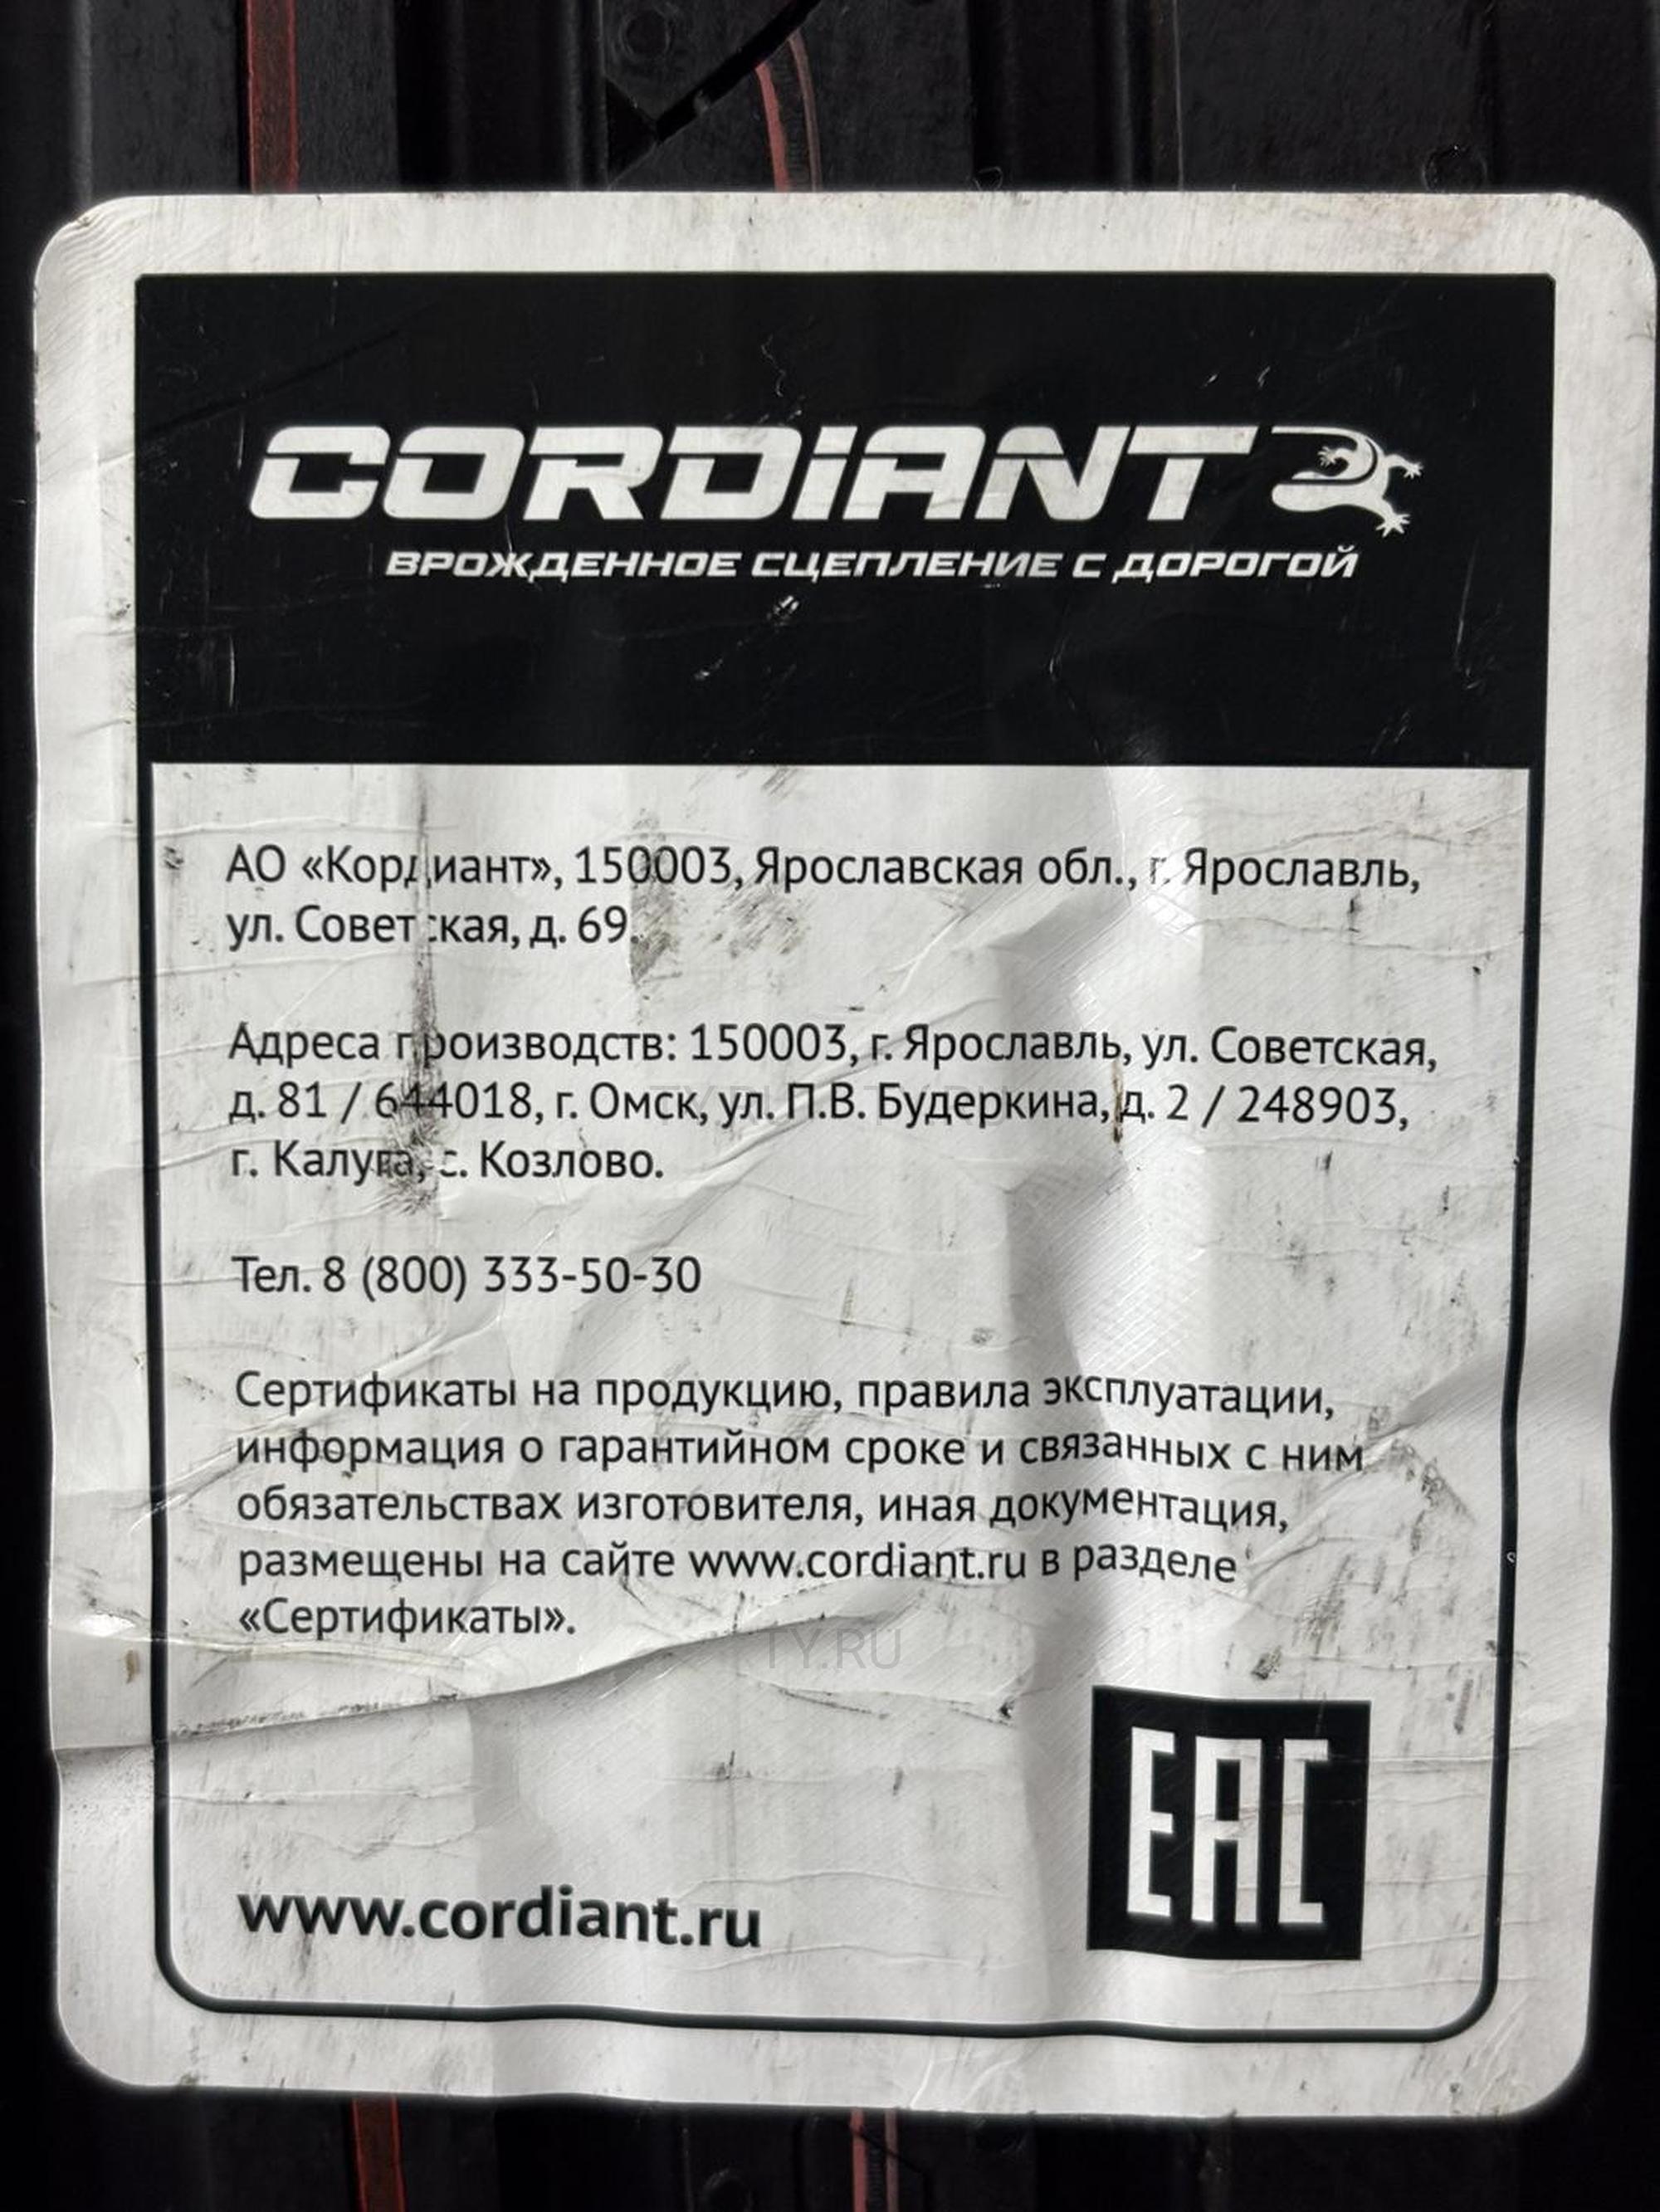 CORDIANT
ВРОЖДЕННОЕ СЦЕПЛЕНИЕ С ДОРОГОЙ
АО «Кордиант», 150003, Ярославская обл., г. Ярославль,
ул. Советская, д. 69.
Адреса производств: 150003, г. Ярославль, ул. Советская,
д. 81 / 644018, г. Омск, ул. П.В. Будеркина, д. 2 / 248903,
г. Калуга, с. Козлово.
Тел. 8 (800) 333-50-30
Сертификаты на продукцию, правила эксплуатации,
информация о гарантийном сроке и связанных с ним
обязательствах изготовителя, иная документация,
размещены на сайте www.cordiant.ru в разделе
«Сертификаты».
TY.RU
EAC
www.cordiant.ru